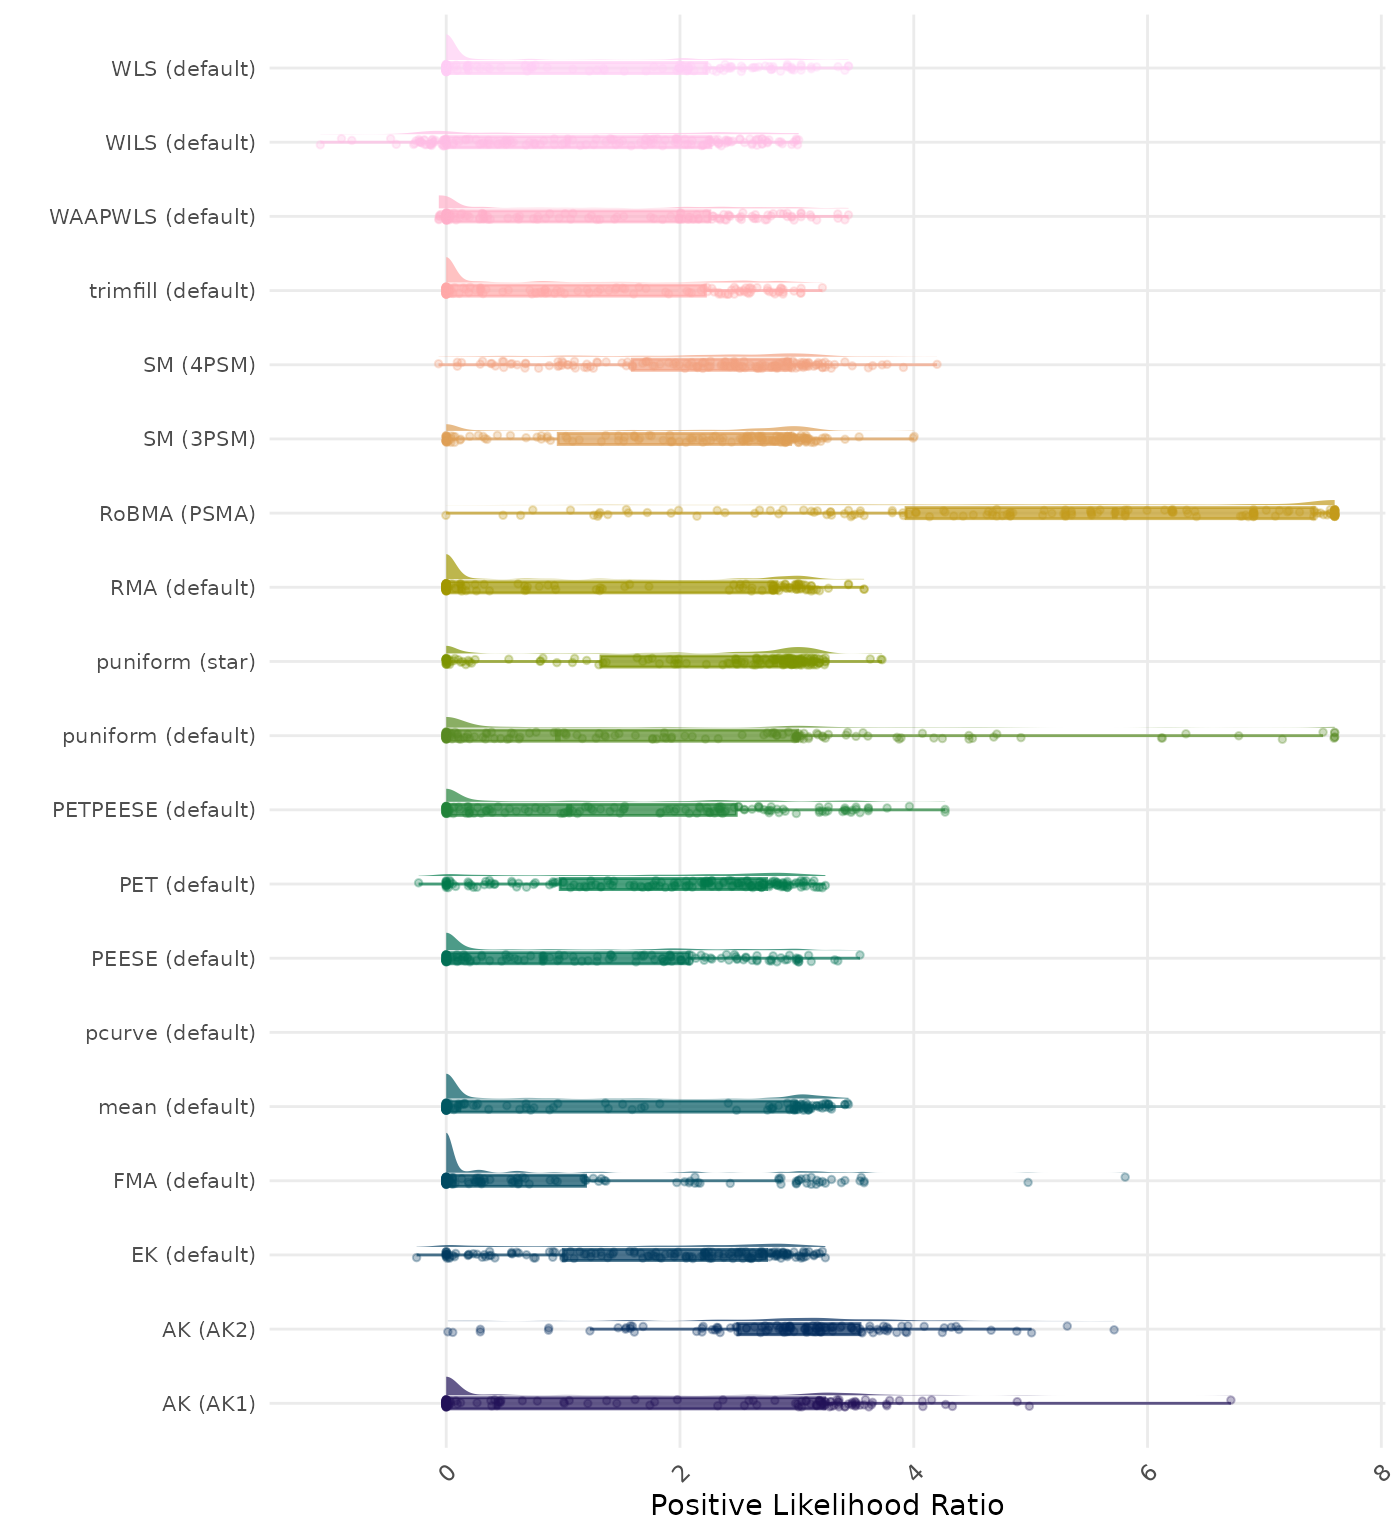 WLS (default)
WILS (default)
WAAPWLS (default)
trimfill (default)
SM (4PSM)
SM (3PSM)
RoBMA (PSMA)
RMA (default)
puniform (star)
puniform (default)
PETPEESE (default)
PET (default)
PEESE (default)
pcurve (default)
mean (default)
FMA (default)
EK (default)
AK (AK2)
AK (AK1)
0 2 4 6 8
Positive Likelihood Ratio